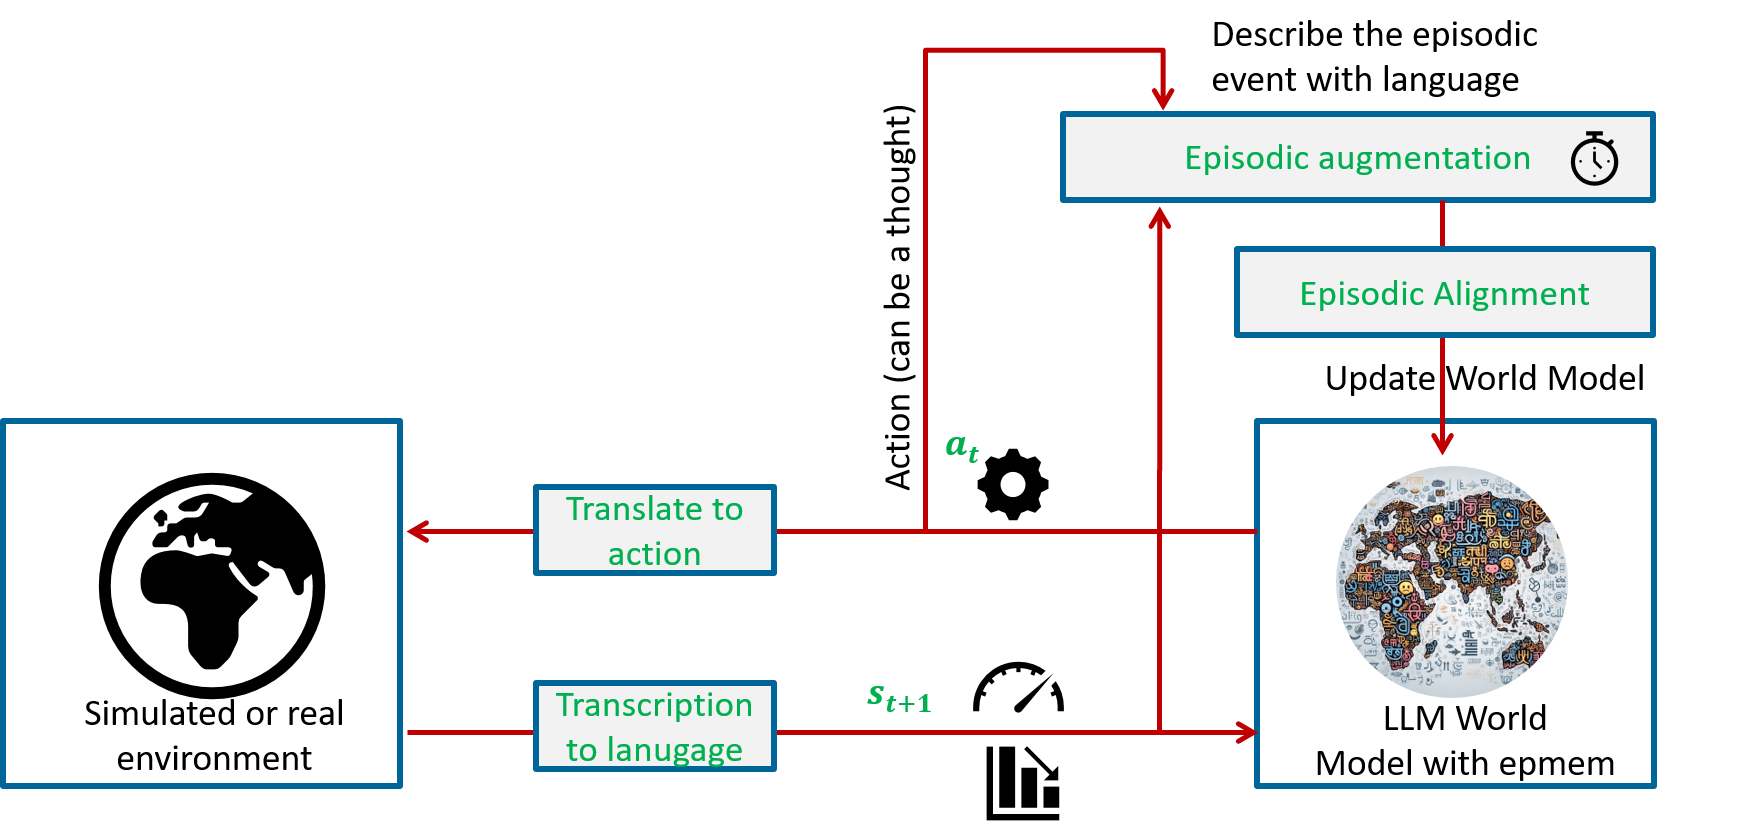 Describe the episodic
event with language
Episodic augmentation
Action (can be a thought)
Episodic Alignment
Update World Model
a_t
Translate to
action
Simulated or real
environment
Transcription
to lanugage
s_{t+1}
LLM World
Model with epmem